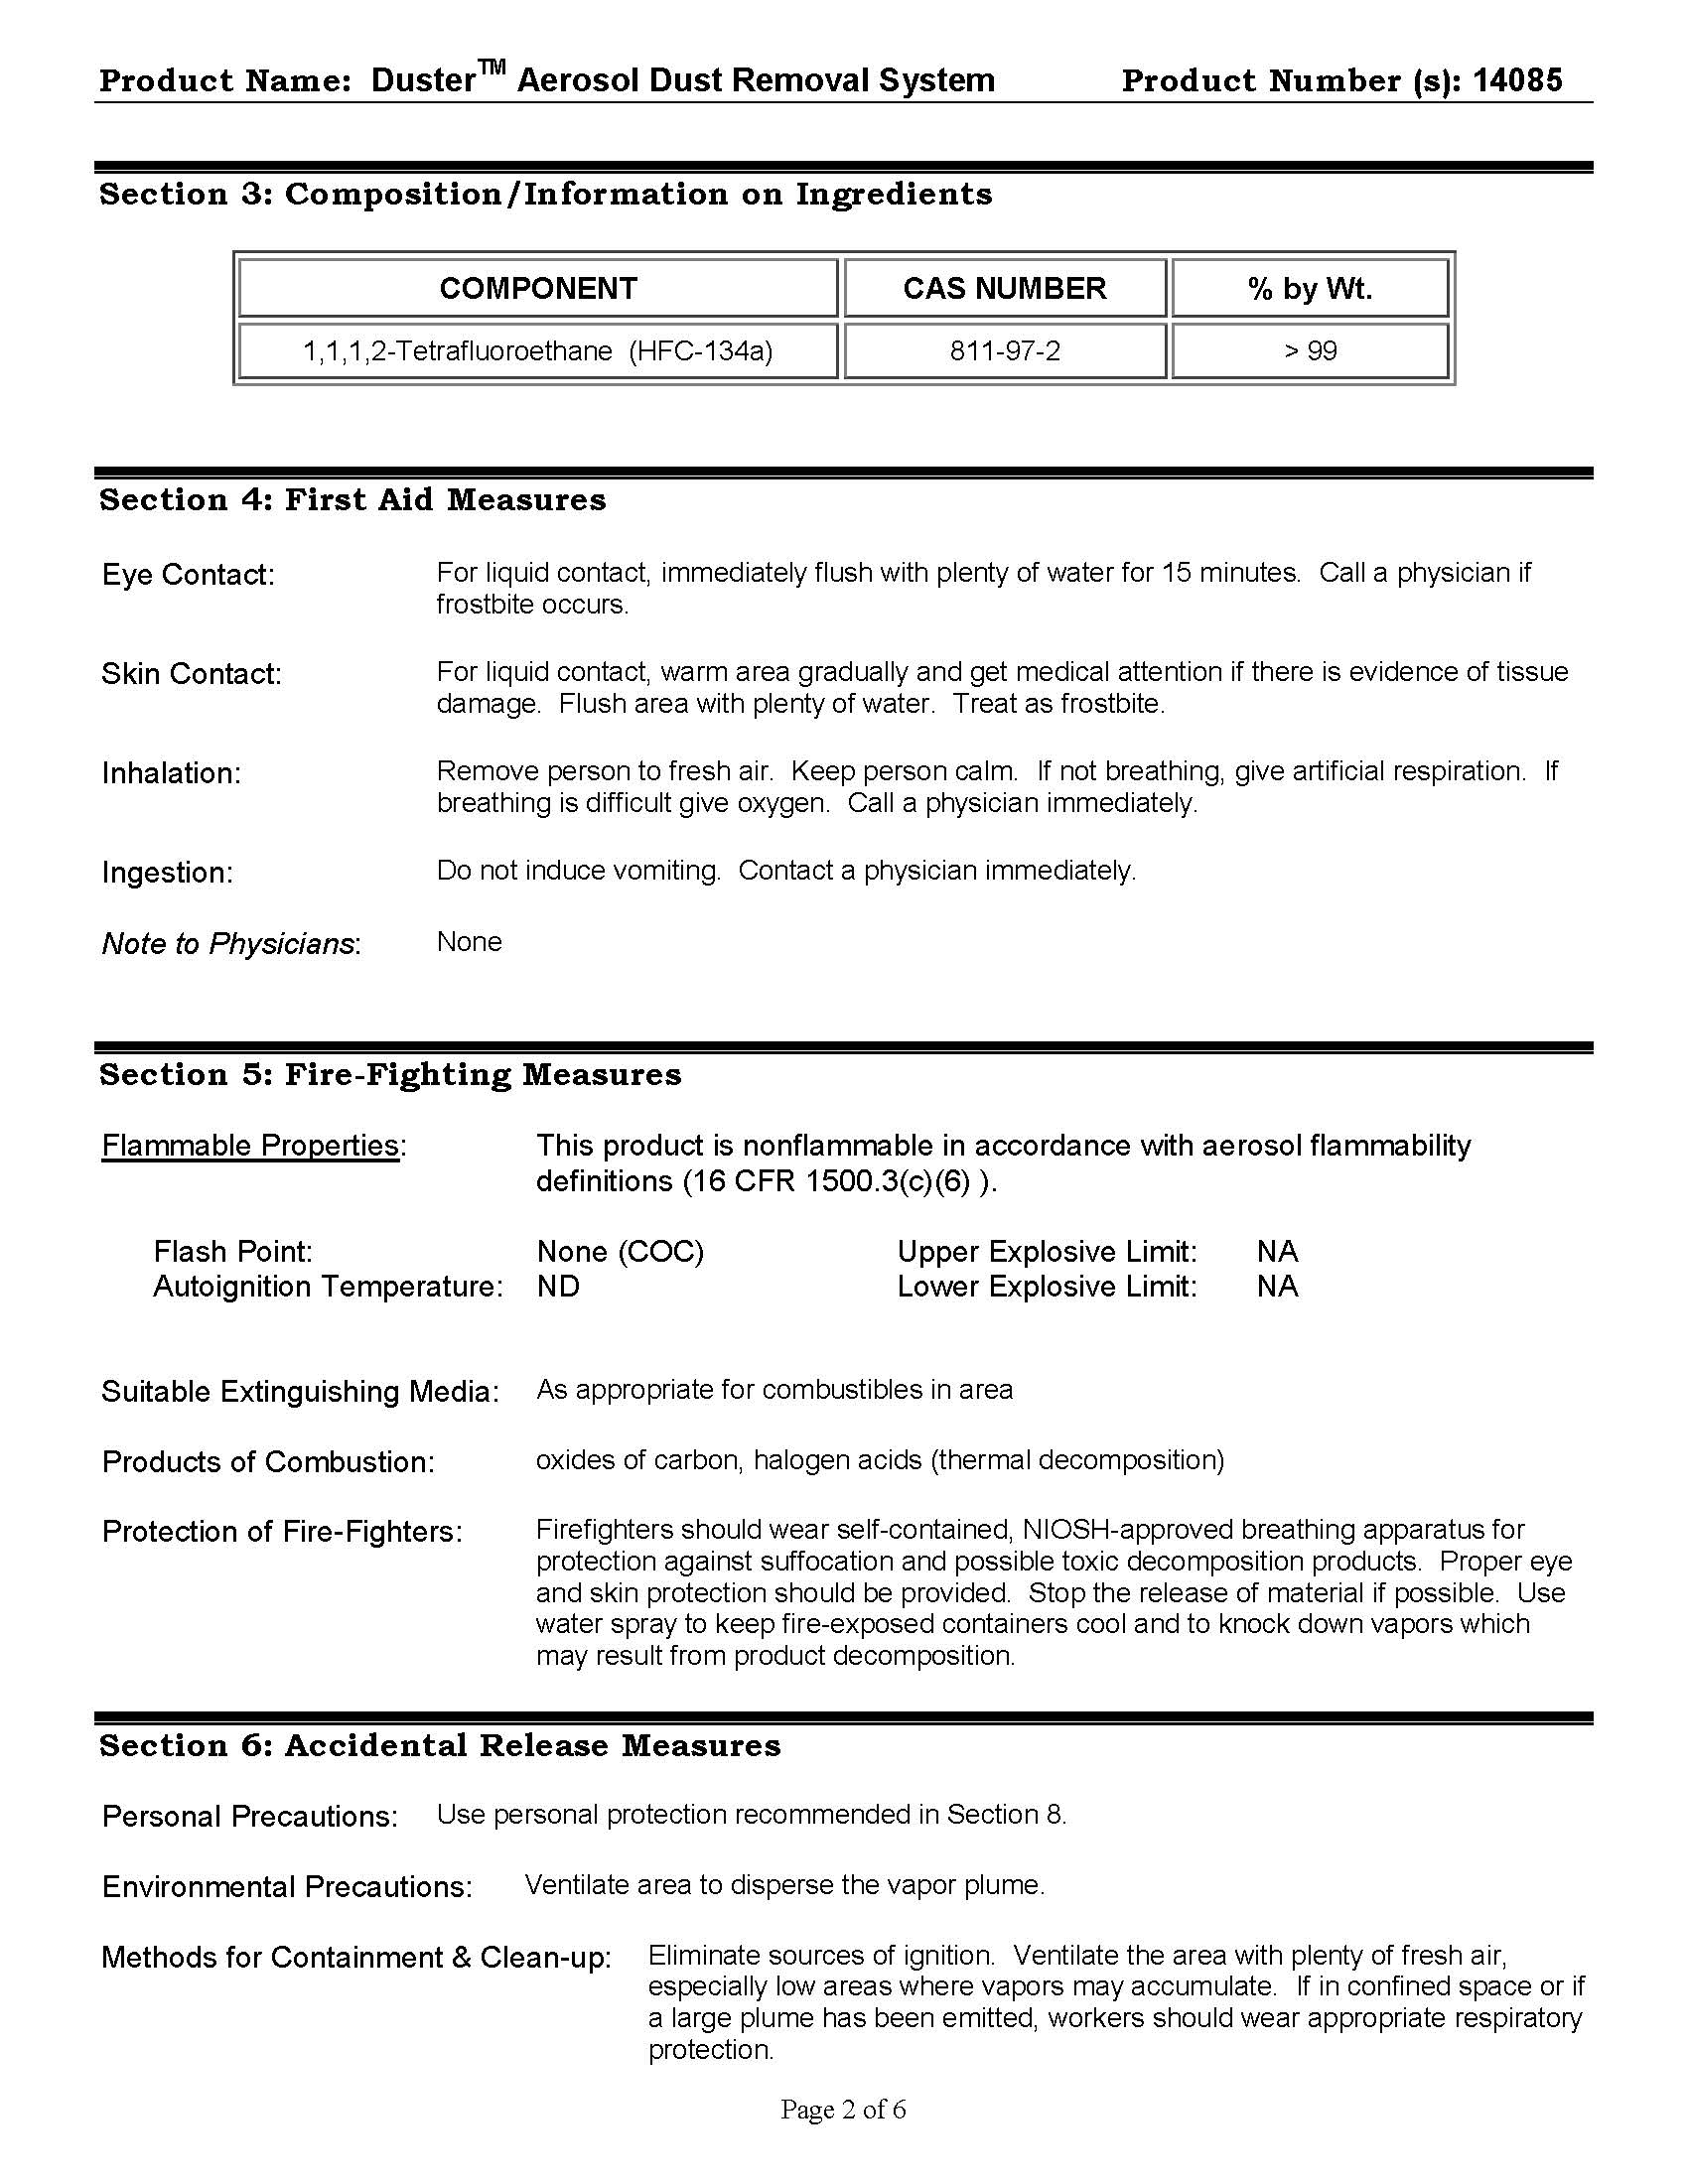 Product Name: Duster™ Aerosol Dust Removal System Product Number (s): 14085
Section 3: Composition/Information on Ingredients
COMPONENT CAS NUMBER % by Wt.
1,1,1,2-Tetrafluoroethane (HFC-134a) 811-97-2 > 99
Section 4: First Aid Measures
Eye Contact: For liquid contact, immediately flush with plenty of water for 15 minutes. Call a physician if
frostbite occurs.
Skin Contact: For liquid contact, warm area gradually and get medical attention if there is evidence of tissue
damage. Flush area with plenty of water. Treat as frostbite.
Inhalation: Remove person to fresh air. Keep person calm. If not breathing, give artificial respiration. If
breathing is difficult give oxygen. Call a physician immediately.
Ingestion: Do not induce vomiting. Contact a physician immediately.
Note to Physicians: None
Section 5: Fire-Fighting Measures
Flammable Properties: This product is nonflammable in accordance with aerosol flammability
definitions (16 CFR 1500.3(c)(6) ).
Flash Point: None (COC) Upper Explosive Limit: NA
Autoignition Temperature: ND Lower Explosive Limit: NA
Suitable Extinguishing Media: As appropriate for combustibles in area
Products of Combustion: oxides of carbon, halogen acids (thermal decomposition)
Protection of Fire-Fighters: Firefighters should wear self-contained, NIOSH-approved breathing apparatus for
protection against suffocation and possible toxic decomposition products. Proper eye
and skin protection should be provided. Stop the release of material if possible. Use
water spray to keep fire-exposed containers cool and to knock down vapors which
may result from product decomposition.
Section 6: Accidental Release Measures
Personal Precautions: Use personal protection recommended in Section 8.
Environmental Precautions: Ventilate area to disperse the vapor plume.
Methods for Containment & Clean-up: Eliminate sources of ignition. Ventilate the area with plenty of fresh air,
especially low areas where vapors may accumulate. If in confined space or if
a large plume has been emitted, workers should wear appropriate respiratory
protection.
Page 2 of 6